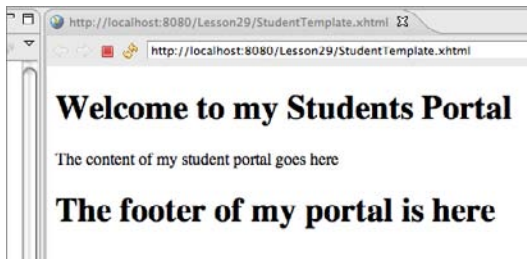 http://localhost:8080/Lesson29/StudentTemplate.xhtml
http://localhost:8080/Lesson29/StudentTemplate.xhtml
Welcome to my Students Portal
The content of my student portal goes here
The footer of my portal is here